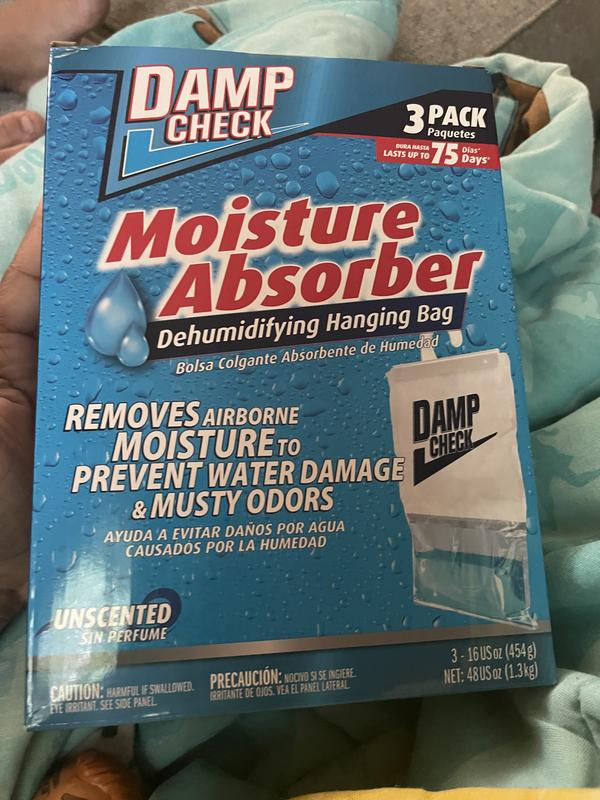 DAMP
CHECK
3 PACK
Paquetes
DURA HASTA
LASTS UP TO 75 Días*
Days*
Moisture
Absorber
Dehumidifying Hanging Bag
Bolsa Colgante Absorbente de Humedad
REMOVES AIRBORNE
MOISTURE TO
PREVENT WATER DAMAGE
& MUSTY ODORS
AYUDA A EVITAR DAÑOS POR AGUA
CAUSADOS POR LA HUMEDAD
DAMP
CHECK
UNSCENTED
SIN PERFUME
CAUTION: HARMFUL IF SWALLOWED.
EYE IRRITANT. SEE SIDE PANEL.
PRECAUCIÓN: NOCIVO SI SE INGIERE.
IRRITANTE DE OJOS. VEA EL PANEL LATERAL.
3 - 16 US oz (454g)
NET: 48 US oz (1.3kg)